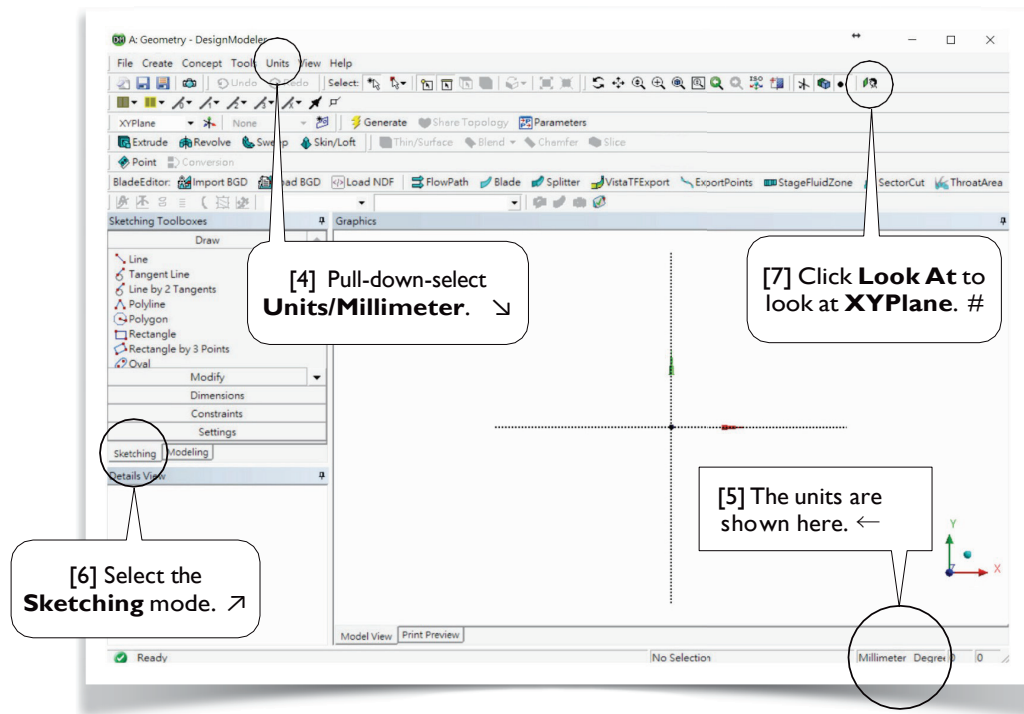 A: Geometry - DesignModeler
File Create Concept Tools Units View Help
Undo Redo Select:
XYPlane None Generate Share Topology Parameters
Extrude Revolve Sweep Skin/Loft Thin/Surface Blend Chamfer Slice
Point Conversion
BladeEditor: Import BGD Load BGD Load NDF FlowPath Blade Splitter VistaTFExport ExportPoints StageFluidZone SectorCut ThroatArea
Sketching Toolboxes
Graphics
Draw
Line
Tangent Line
Line by 2 Tangents
Polyline
Polygon
Rectangle
Rectangle by 3 Points
Oval
Modify
Dimensions
Constraints
Settings
Sketching Modeling
Details View
[4] Pull-down-select
Units/Millimeter. ↘
[7] Click Look At to
look at XYPlane. #
[5] The units are
shown here. ←
[6] Select the
Sketching mode. ↗
Y
Z
X
Model View Print Preview
Ready
No Selection
Millimeter Degree 0 0